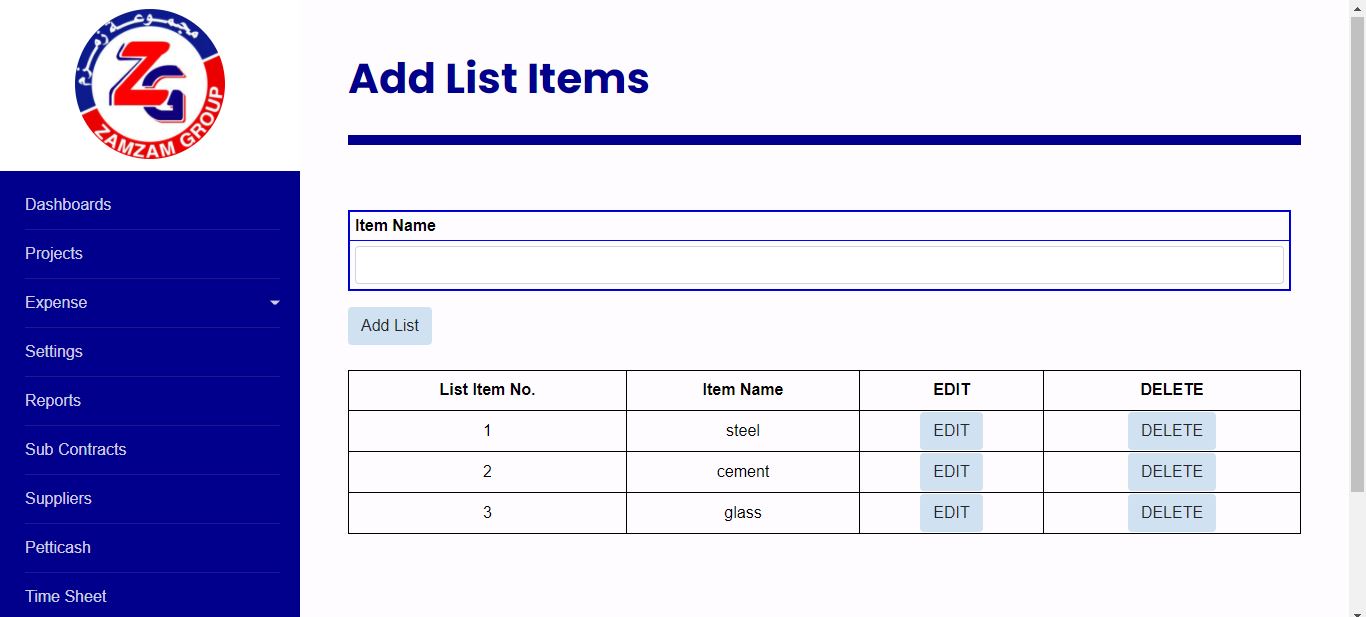 مجموعة زمزم
ZG
ZAMZAM GROUP
Dashboards
Projects
Expense
Settings
Reports
Sub Contracts
Suppliers
Petticash
Time Sheet
Add List Items
Item Name
Add List
List Item No. Item Name EDIT DELETE
1 steel EDIT DELETE
2 cement EDIT DELETE
3 glass EDIT DELETE